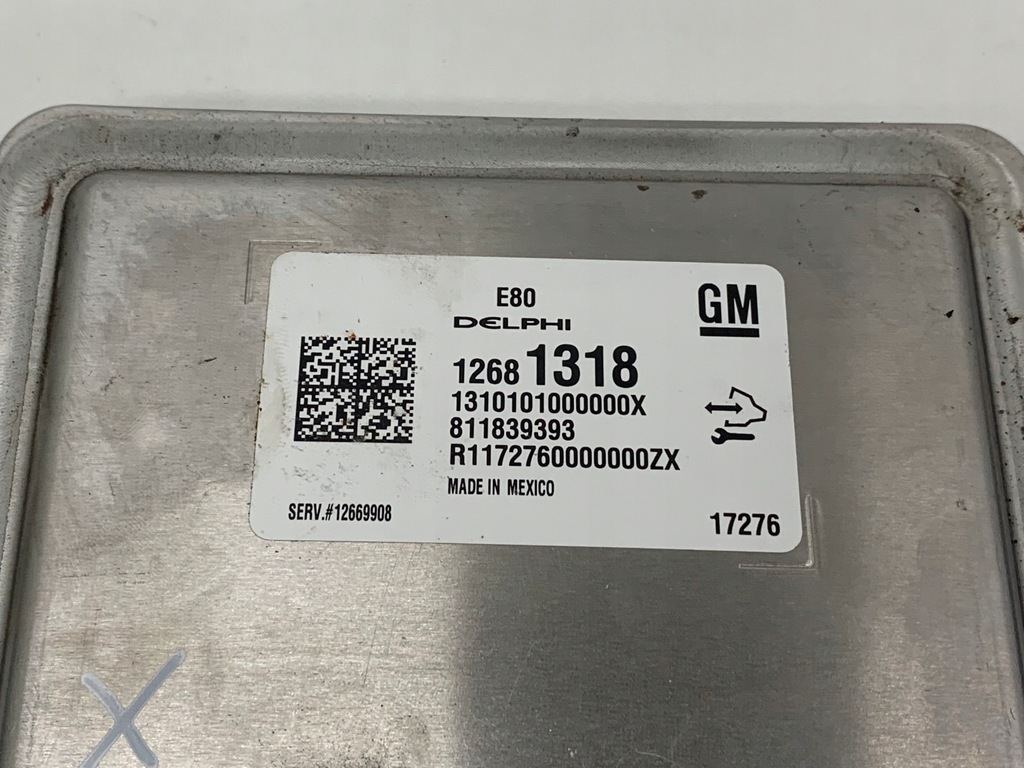 E80
DELPHI
GM
1268 1318
1310101000000X
811839393
R1172760000000ZX
MADE IN MEXICO
SERV.#12669908
17276
X